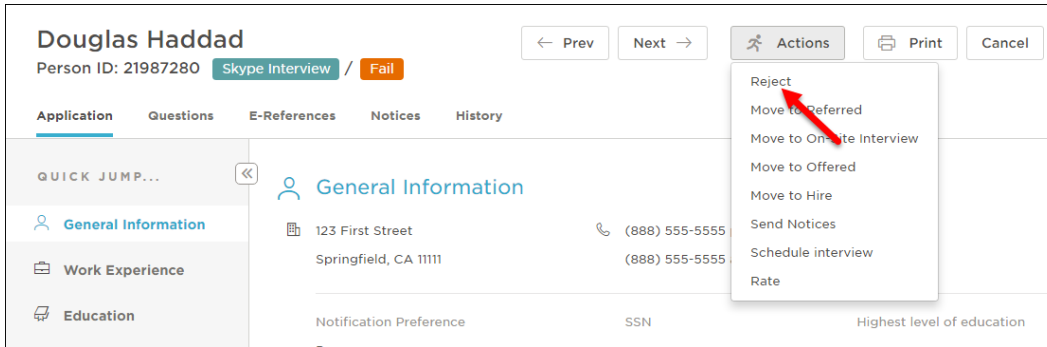 Douglas Haddad
← Prev
Next →
Actions
Print
Cancel
Person ID: 21987280 Skype Interview / Fail
Reject
Move to Referred
Move to On-Site Interview
Move to Offered
Move to Hire
Send Notices
Schedule interview
Rate
Application
Questions
E-References
Notices
History
QUICK JUMP...
General Information
Work Experience
Education
General Information
123 First Street
Springfield, CA 11111
(888) 555-5555
(888) 555-5555
Notification Preference
SSN
Highest level of education